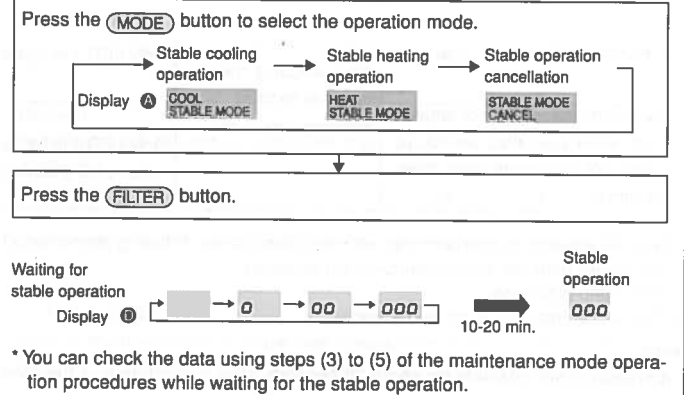 Press the MODE button to select the operation mode.
Stable cooling operation
Stable heating operation
Stable operation cancellation
Display A
COOL
STABLE MODE
HEAT
STABLE MODE
STABLE MODE
CANCEL
Press the FILTER button.
Waiting for
stable operation
Display D
0
00
000
10-20 min.
Stable
operation
000
* You can check the data using steps (3) to (5) of the maintenance mode opera-
tion procedures while waiting for the stable operation.